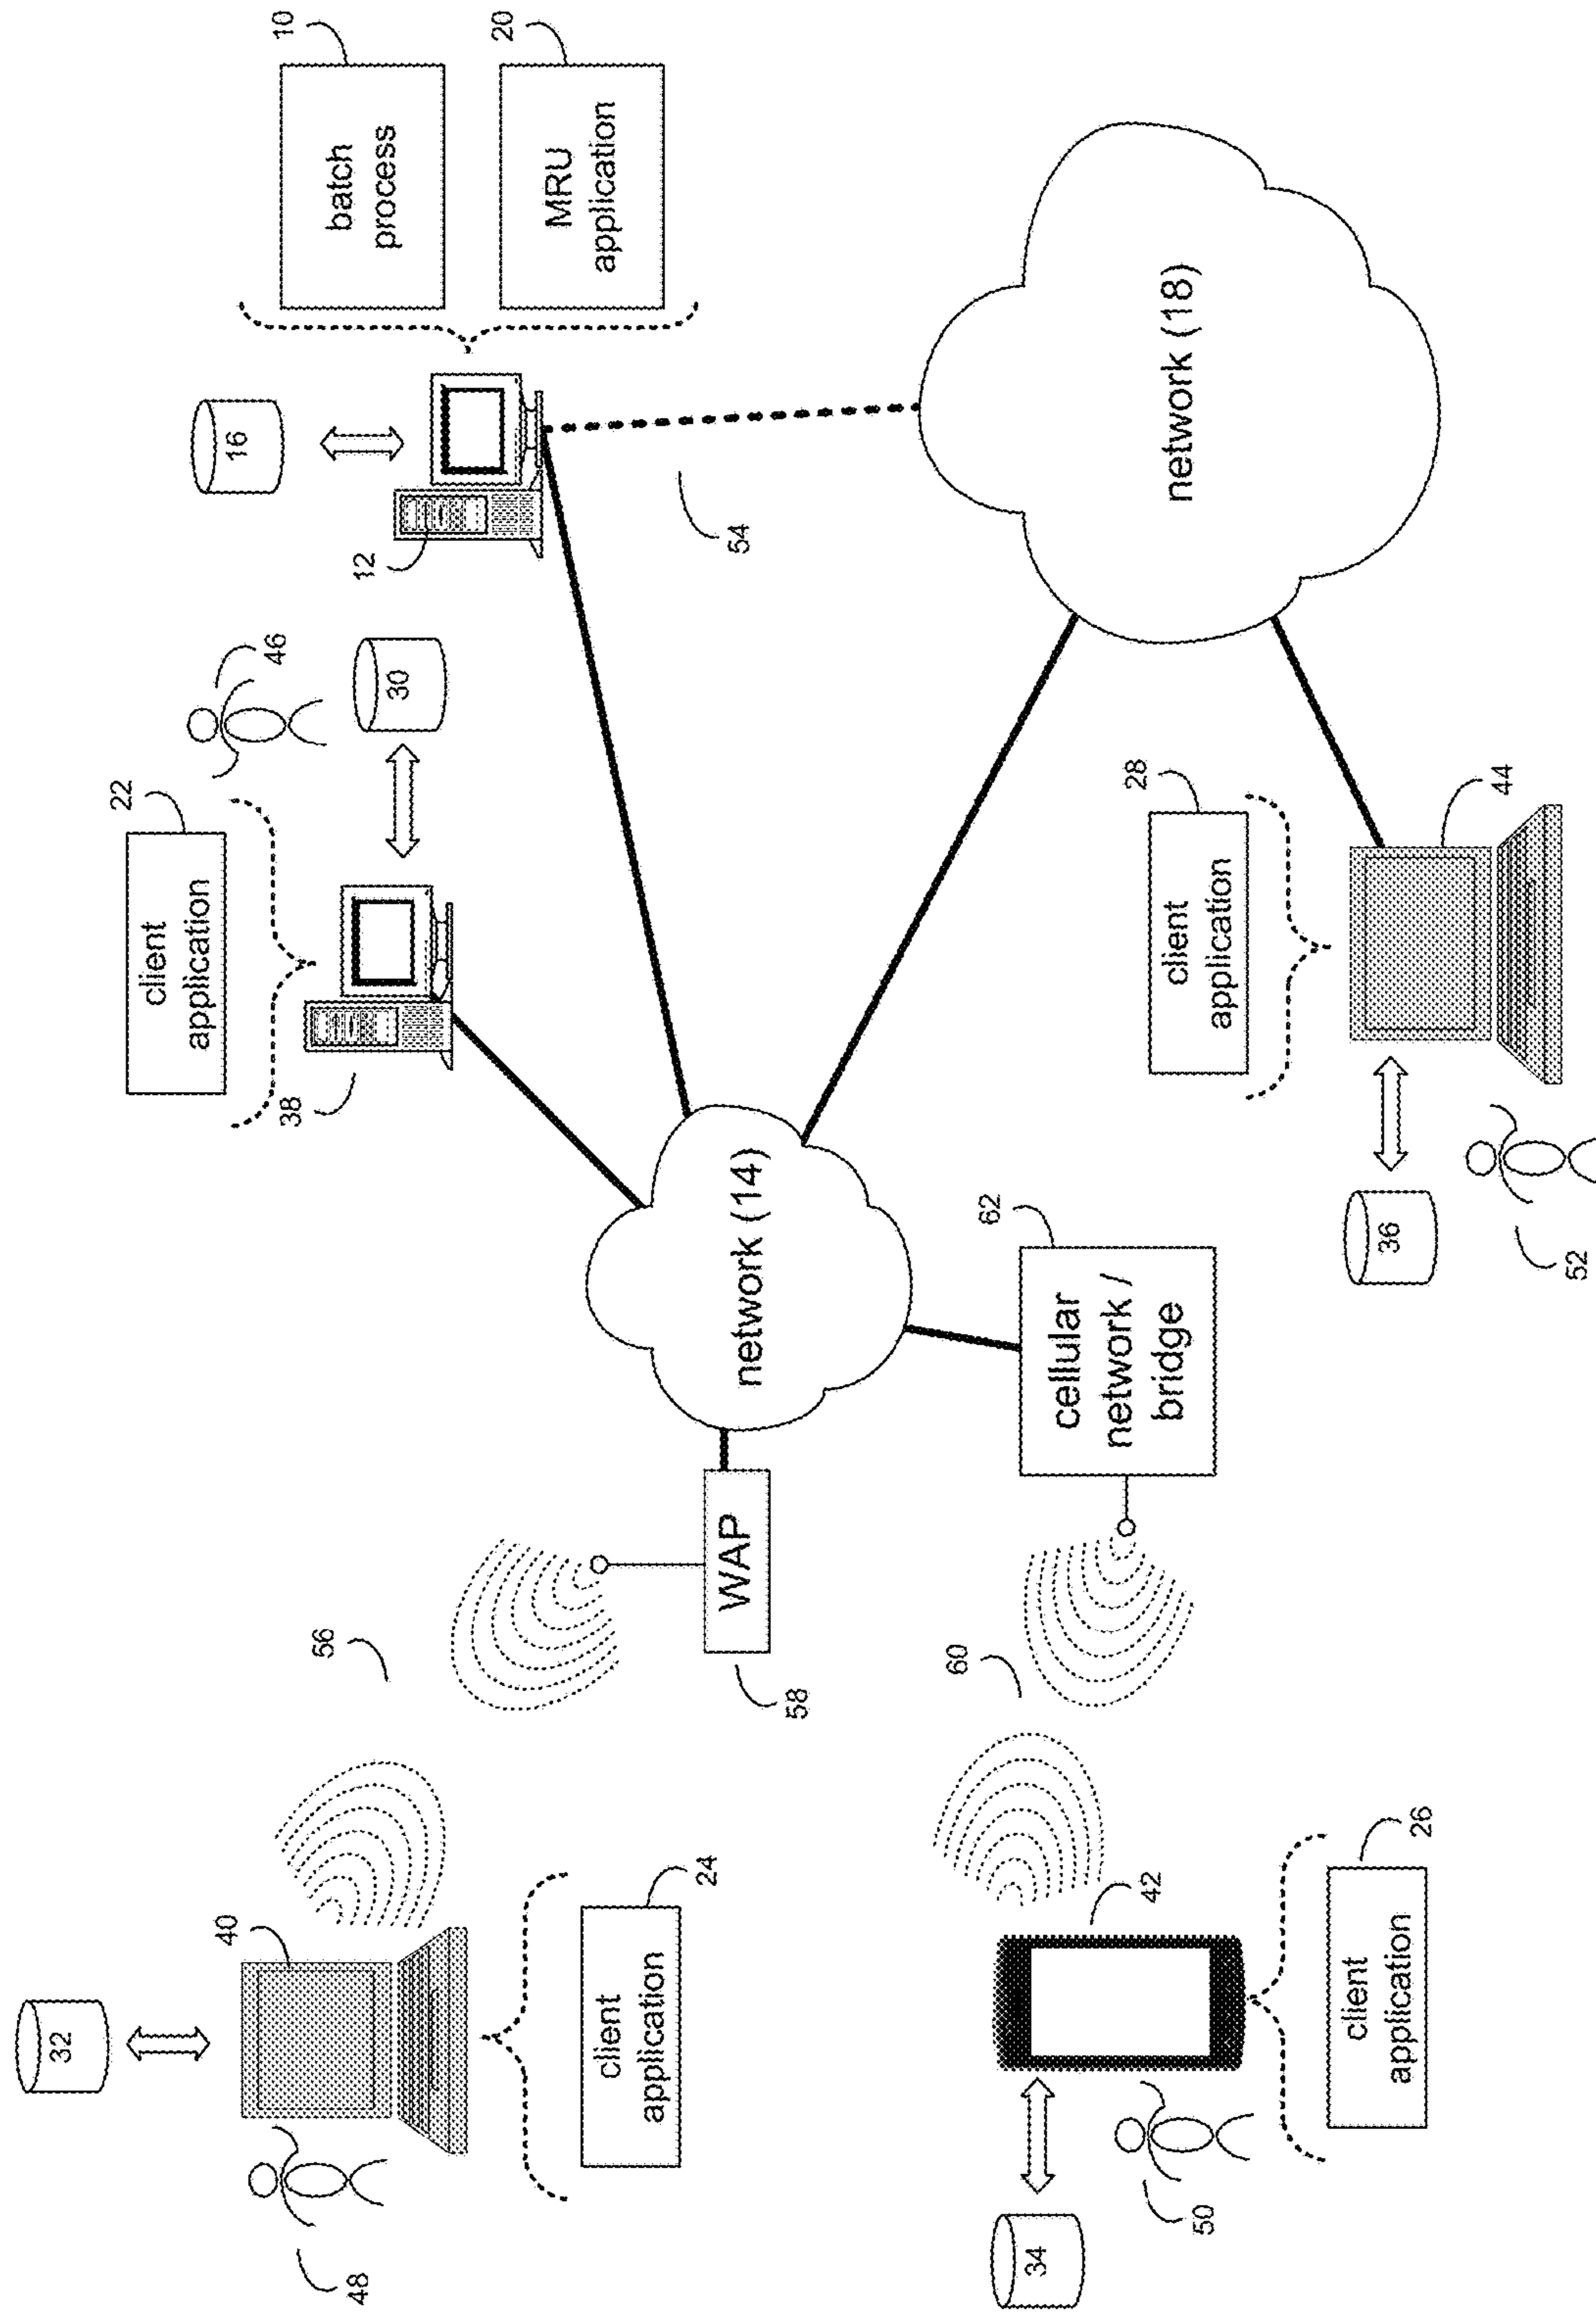 32
22
client
application
40
16
46
10
batch
process
38
56
48
12
30
20
MRU
application
client
application
24
WAP
54
network (14)
58
60
62
34
cellular
network /
bridge
28
42
client
application
network (18)
50
client
application
36
26
44
52